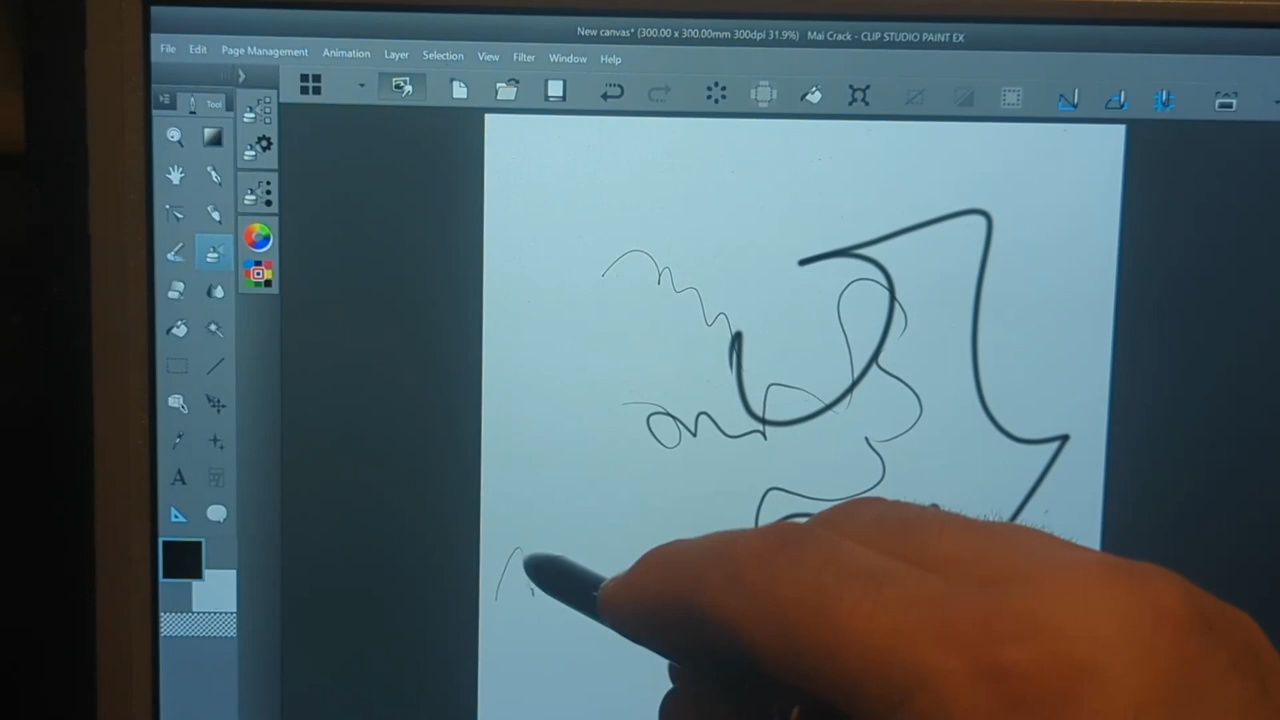 New canvas* (300.00 x 300.00mm 300dpi 31.9%) Mai Crack - CLIP STUDIO PAINT EX
File Edit Page Management Animation Layer Selection View Filter Window Help
Tool
A